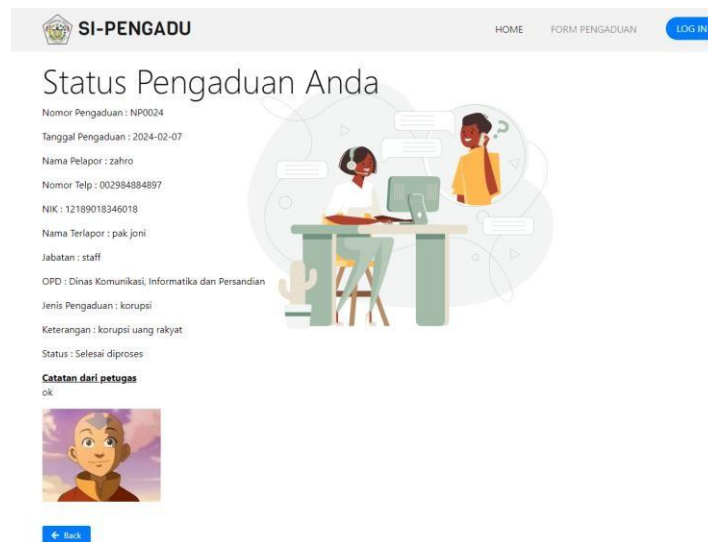 SI-PENGADU
HOME
FORM PENGADUAN
LOG IN
Status Pengaduan Anda
Nomor Pengaduan : NP0024
Tanggal Pengaduan : 2024-02-07
Nama Pelapor : zahro
Nomor Telp : 002984884897
NIK : 12189018346018
Nama Terlapor : pak joni
Jabatan : staff
OPD : Dinas Komunikasi, Informatika dan Persandian
Jenis Pengaduan : korupsi
Keterangan : korupsi uang rakyat
Status : Selesai diproses
Catatan dari petugas
ok
← Back